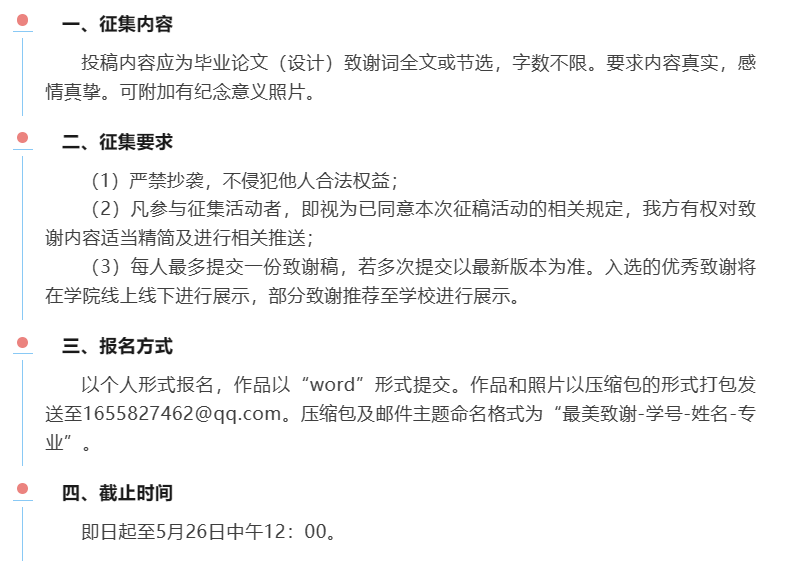 一、征集内容
投稿内容应为毕业论文（设计）致谢词全文或节选，字数不限。要求内容真实，感
情真挚。可附加有纪念意义照片。
二、征集要求
（1）严禁抄袭，不侵犯他人合法权益；
（2）凡参与征集活动者，即视为已同意本次征稿活动的相关规定，我方有权对致
谢内容适当精简及进行相关推送；
（3）每人最多提交一份致谢稿，若多次提交以最新版本为准。入选的优秀致谢将
在学院线上线下进行展示，部分致谢推荐至学校进行展示。
三、报名方式
以个人形式报名，作品以“word”形式提交。作品和照片以压缩包的形式打包发
送至1655827462@qq.com。压缩包及邮件主题命名格式为“最美致谢-学号-姓名-专
业”。
四、截止时间
即日起至5月26日中午12：00。